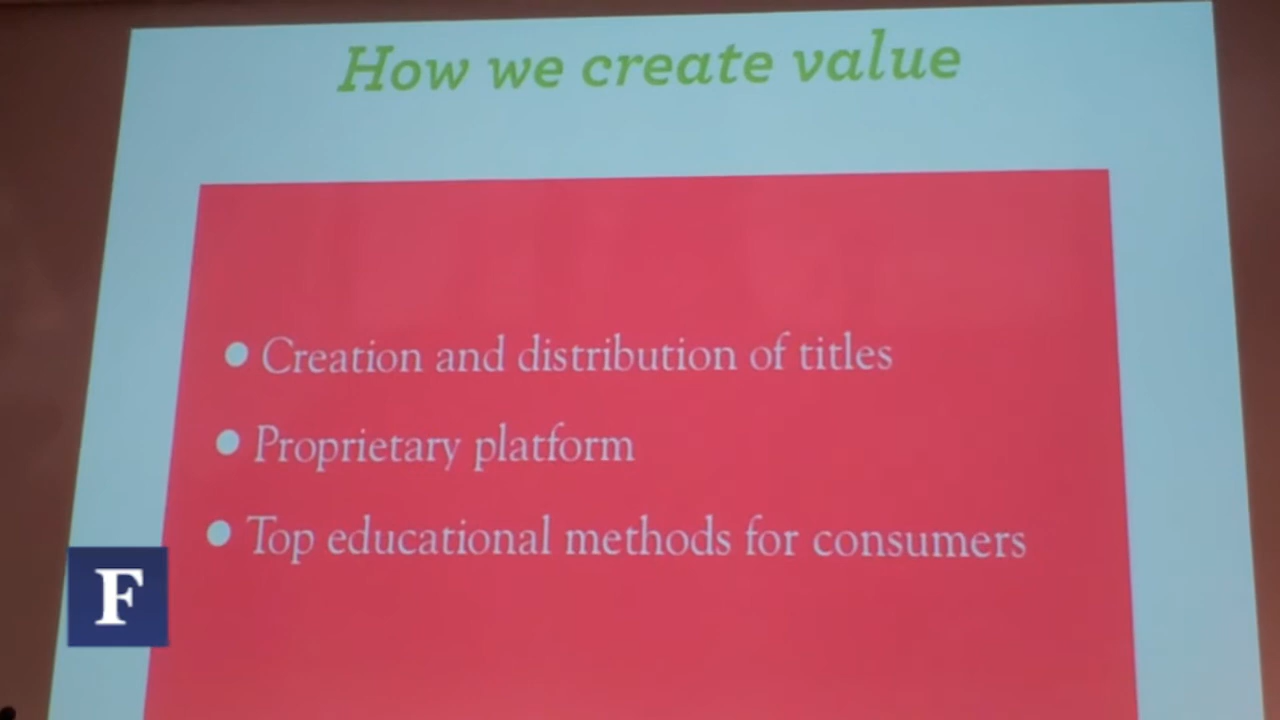 How we create value
Creation and distribution of titles
Proprietary platform
Top educational methods for consumers
F